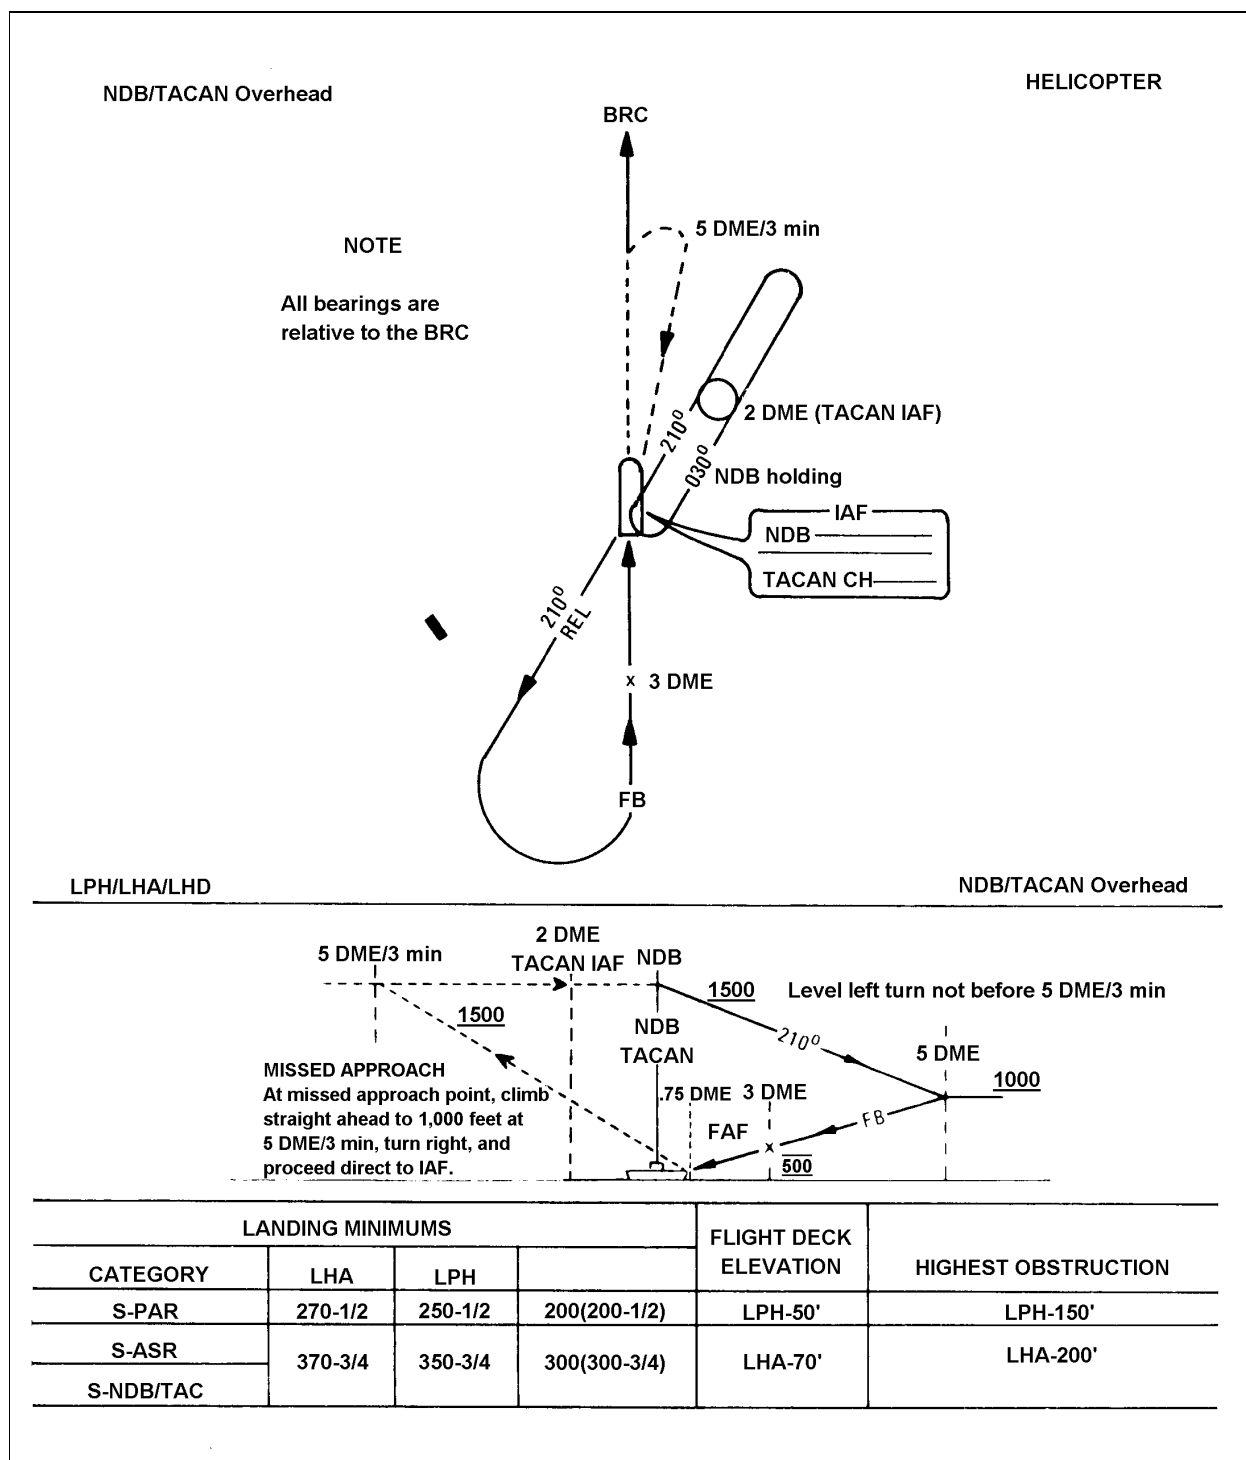 NDB/TACAN Overhead
HELICOPTER
BRC
5 DME/3 min
NOTE
All bearings are
relative to the BRC
2 DME (TACAN IAF)
210°
030°
NDB holding
IAF
NDB
TACAN CH
210°
REL
x 3 DME
FB
LPH/LHA/LHD
NDB/TACAN Overhead
5 DME/3 min
2 DME
TACAN IAF
NDB
1500
Level left turn not before 5 DME/3 min
1500
NDB
TACAN
210°
5 DME
1000
MISSED APPROACH
At missed approach point, climb
straight ahead to 1,000 feet at
5 DME/3 min, turn right, and
proceed direct to IAF.
.75 DME
3 DME
FAF
FB
x
500
LANDING MINIMUMS
FLIGHT DECK
ELEVATION
HIGHEST OBSTRUCTION
CATEGORY LHA LPH
S-PAR 270-1/2 250-1/2 200(200-1/2) LPH-50' LPH-150'
S-ASR
370-3/4 350-3/4 300(300-3/4) LHA-70' LHA-200'
S-NDB/TAC